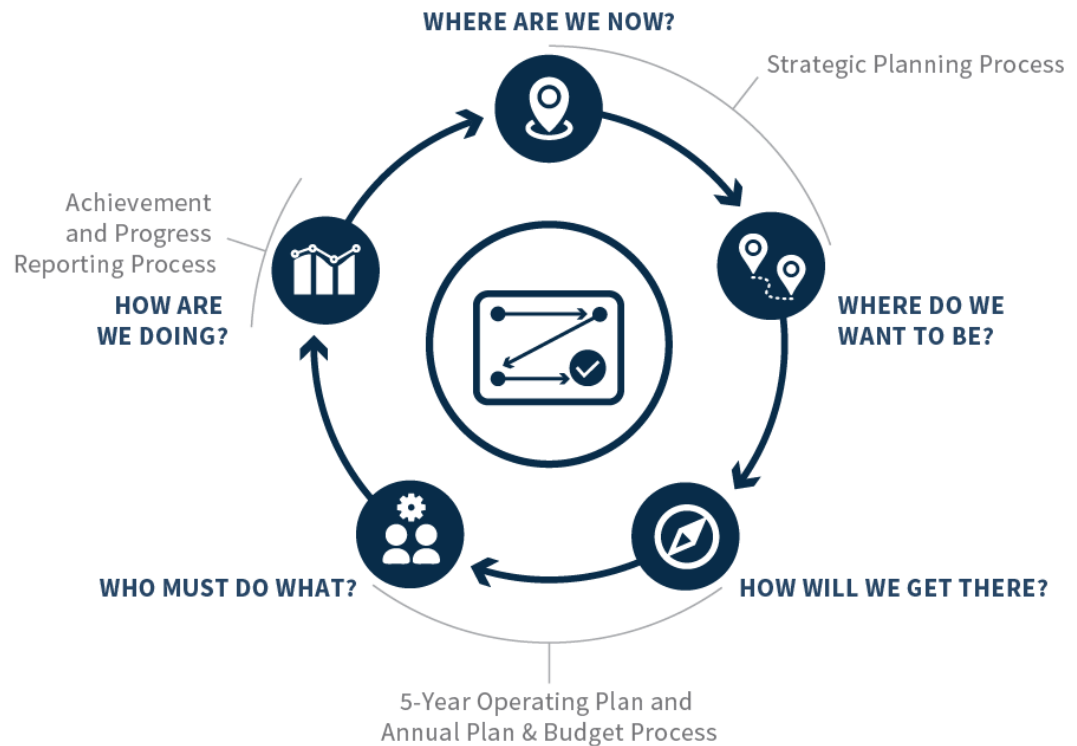 WHERE ARE WE NOW?
Strategic Planning Process
Achievement
and Progress
Reporting Process
HOW ARE
WE DOING?
WHERE DO WE
WANT TO BE?
WHO MUST DO WHAT?
HOW WILL WE GET THERE?
5-Year Operating Plan and
Annual Plan & Budget Process